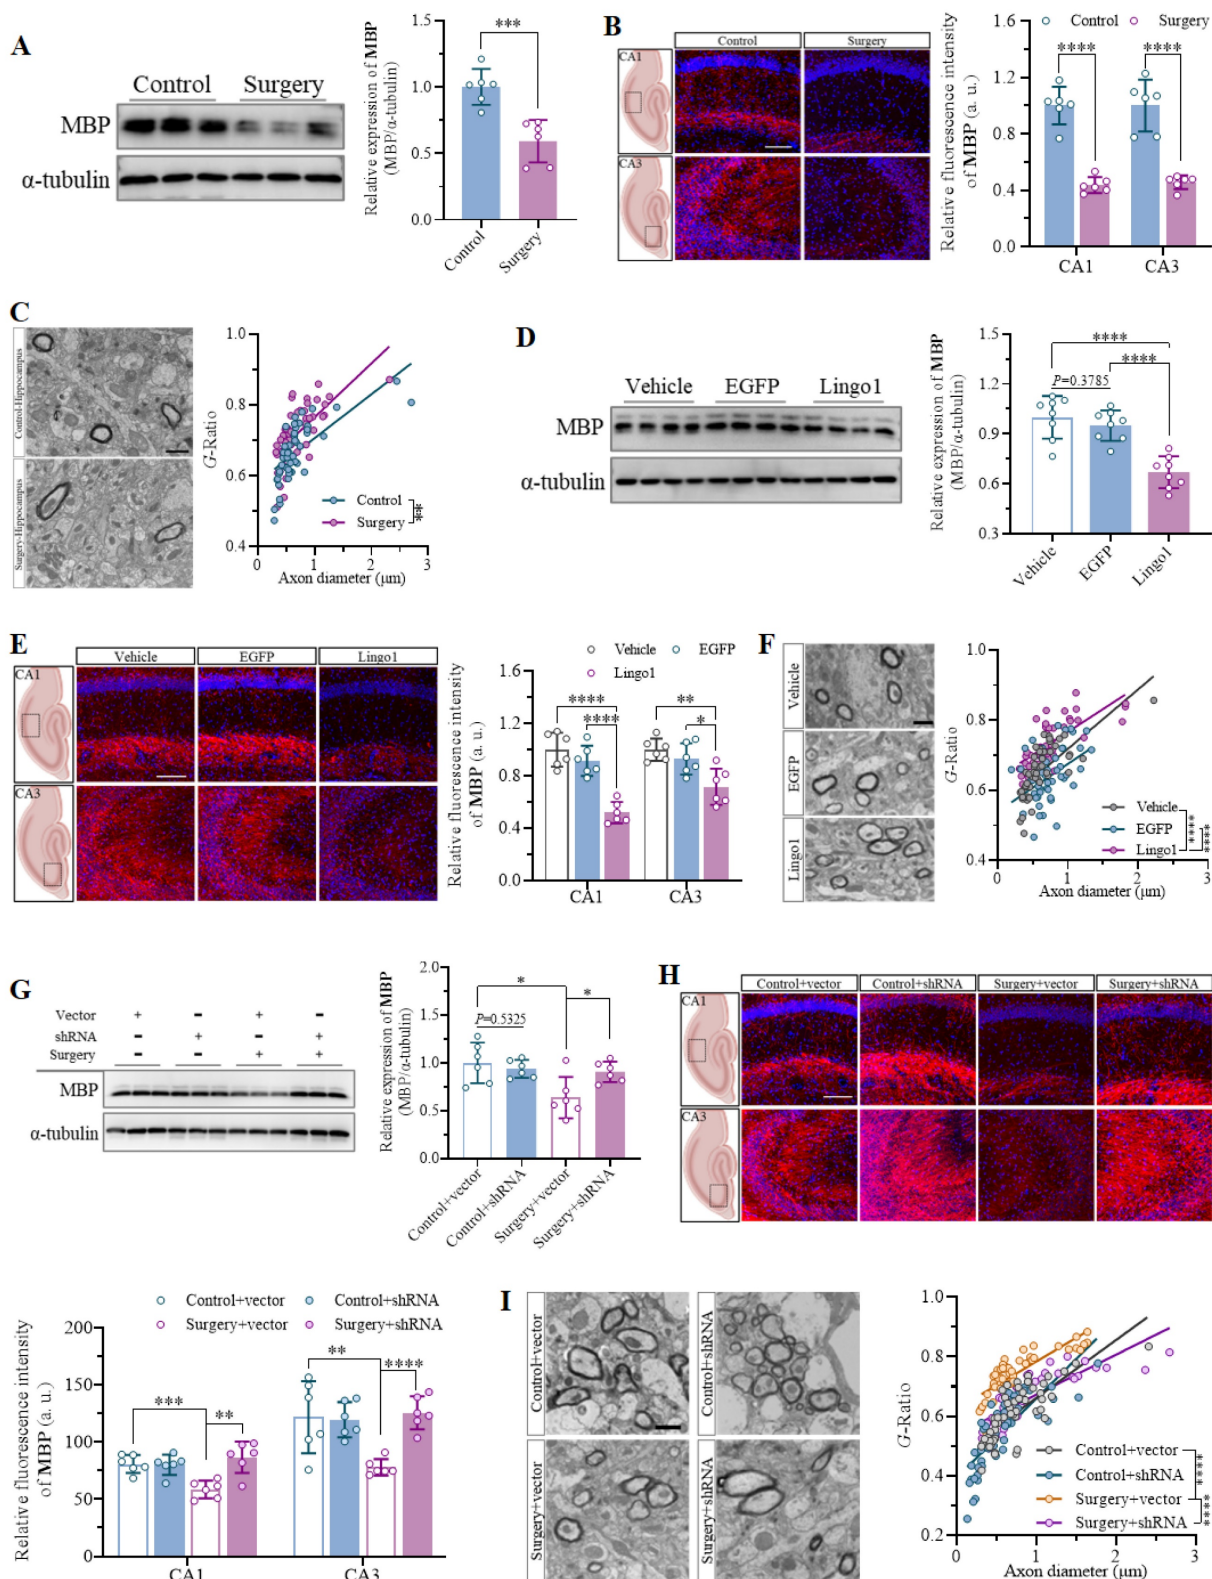 A
Control Surgery
MBP
α-tubulin
Relative expression of MBP
(MBP/α-tubulin)
1.5
1.0
0.5
0.0
***
Control
Surgery
B
Control
Surgery
CA1
CA3
Relative fluorescence intensity
of MBP (a. u.)
Control Surgery
1.6
1.2
0.8
0.4
0.0
**** ****
CA1 CA3
C
Control-Hippocampus
Surgery-Hippocampus
G-Ratio
1.0
0.8
0.6
0.4
Control
Surgery
**
0 1 2 3
Axon diameter (μm)
D
Vehicle EGFP Lingo1
MBP
α-tubulin
Relative expression of MBP
(MBP/α-tubulin)
1.5
1.2
0.9
0.6
0.3
****
****
P=0.3785
Vehicle
EGFP
Lingo1
E
Vehicle EGFP Lingo1
CA1
CA3
Relative fluorescence intensity
of MBP (a. u.)
Vehicle EGFP
Lingo1
1.6
1.2
0.8
0.4
0.0
**** **
**** *
CA1 CA3
F
Vehicle
EGFP
Lingo1
G-Ratio
1.0
0.8
0.6
0.4
Vehicle
EGFP
Lingo1
****
****
0 1 2 3
Axon diameter (μm)
G
Vector + - + -
shRNA - + - +
Surgery - - + +
MBP
α-tubulin
Relative expression of MBP
(MBP/α-tubulin)
2.0
1.5
1.0
0.5
0.0
* *
P=0.5325
Control+vector
Control+shRNA
Surgery+vector
Surgery+shRNA
H
Control+vector Control+shRNA Surgery+vector Surgery+shRNA
CA1
CA3
Control+vector Control+shRNA
Surgery+vector Surgery+shRNA
Relative fluorescence intensity
of MBP (a. u.)
200
150
100
50
0
*** **
** ****
CA1 CA3
I
Control+vector
Control+shRNA
Surgery+vector
Surgery+shRNA
G-Ratio
1.0
0.8
0.6
0.4
0.2
Control+vector
Control+shRNA
Surgery+vector
Surgery+shRNA
****
****
0 1 2 3
Axon diameter (μm)